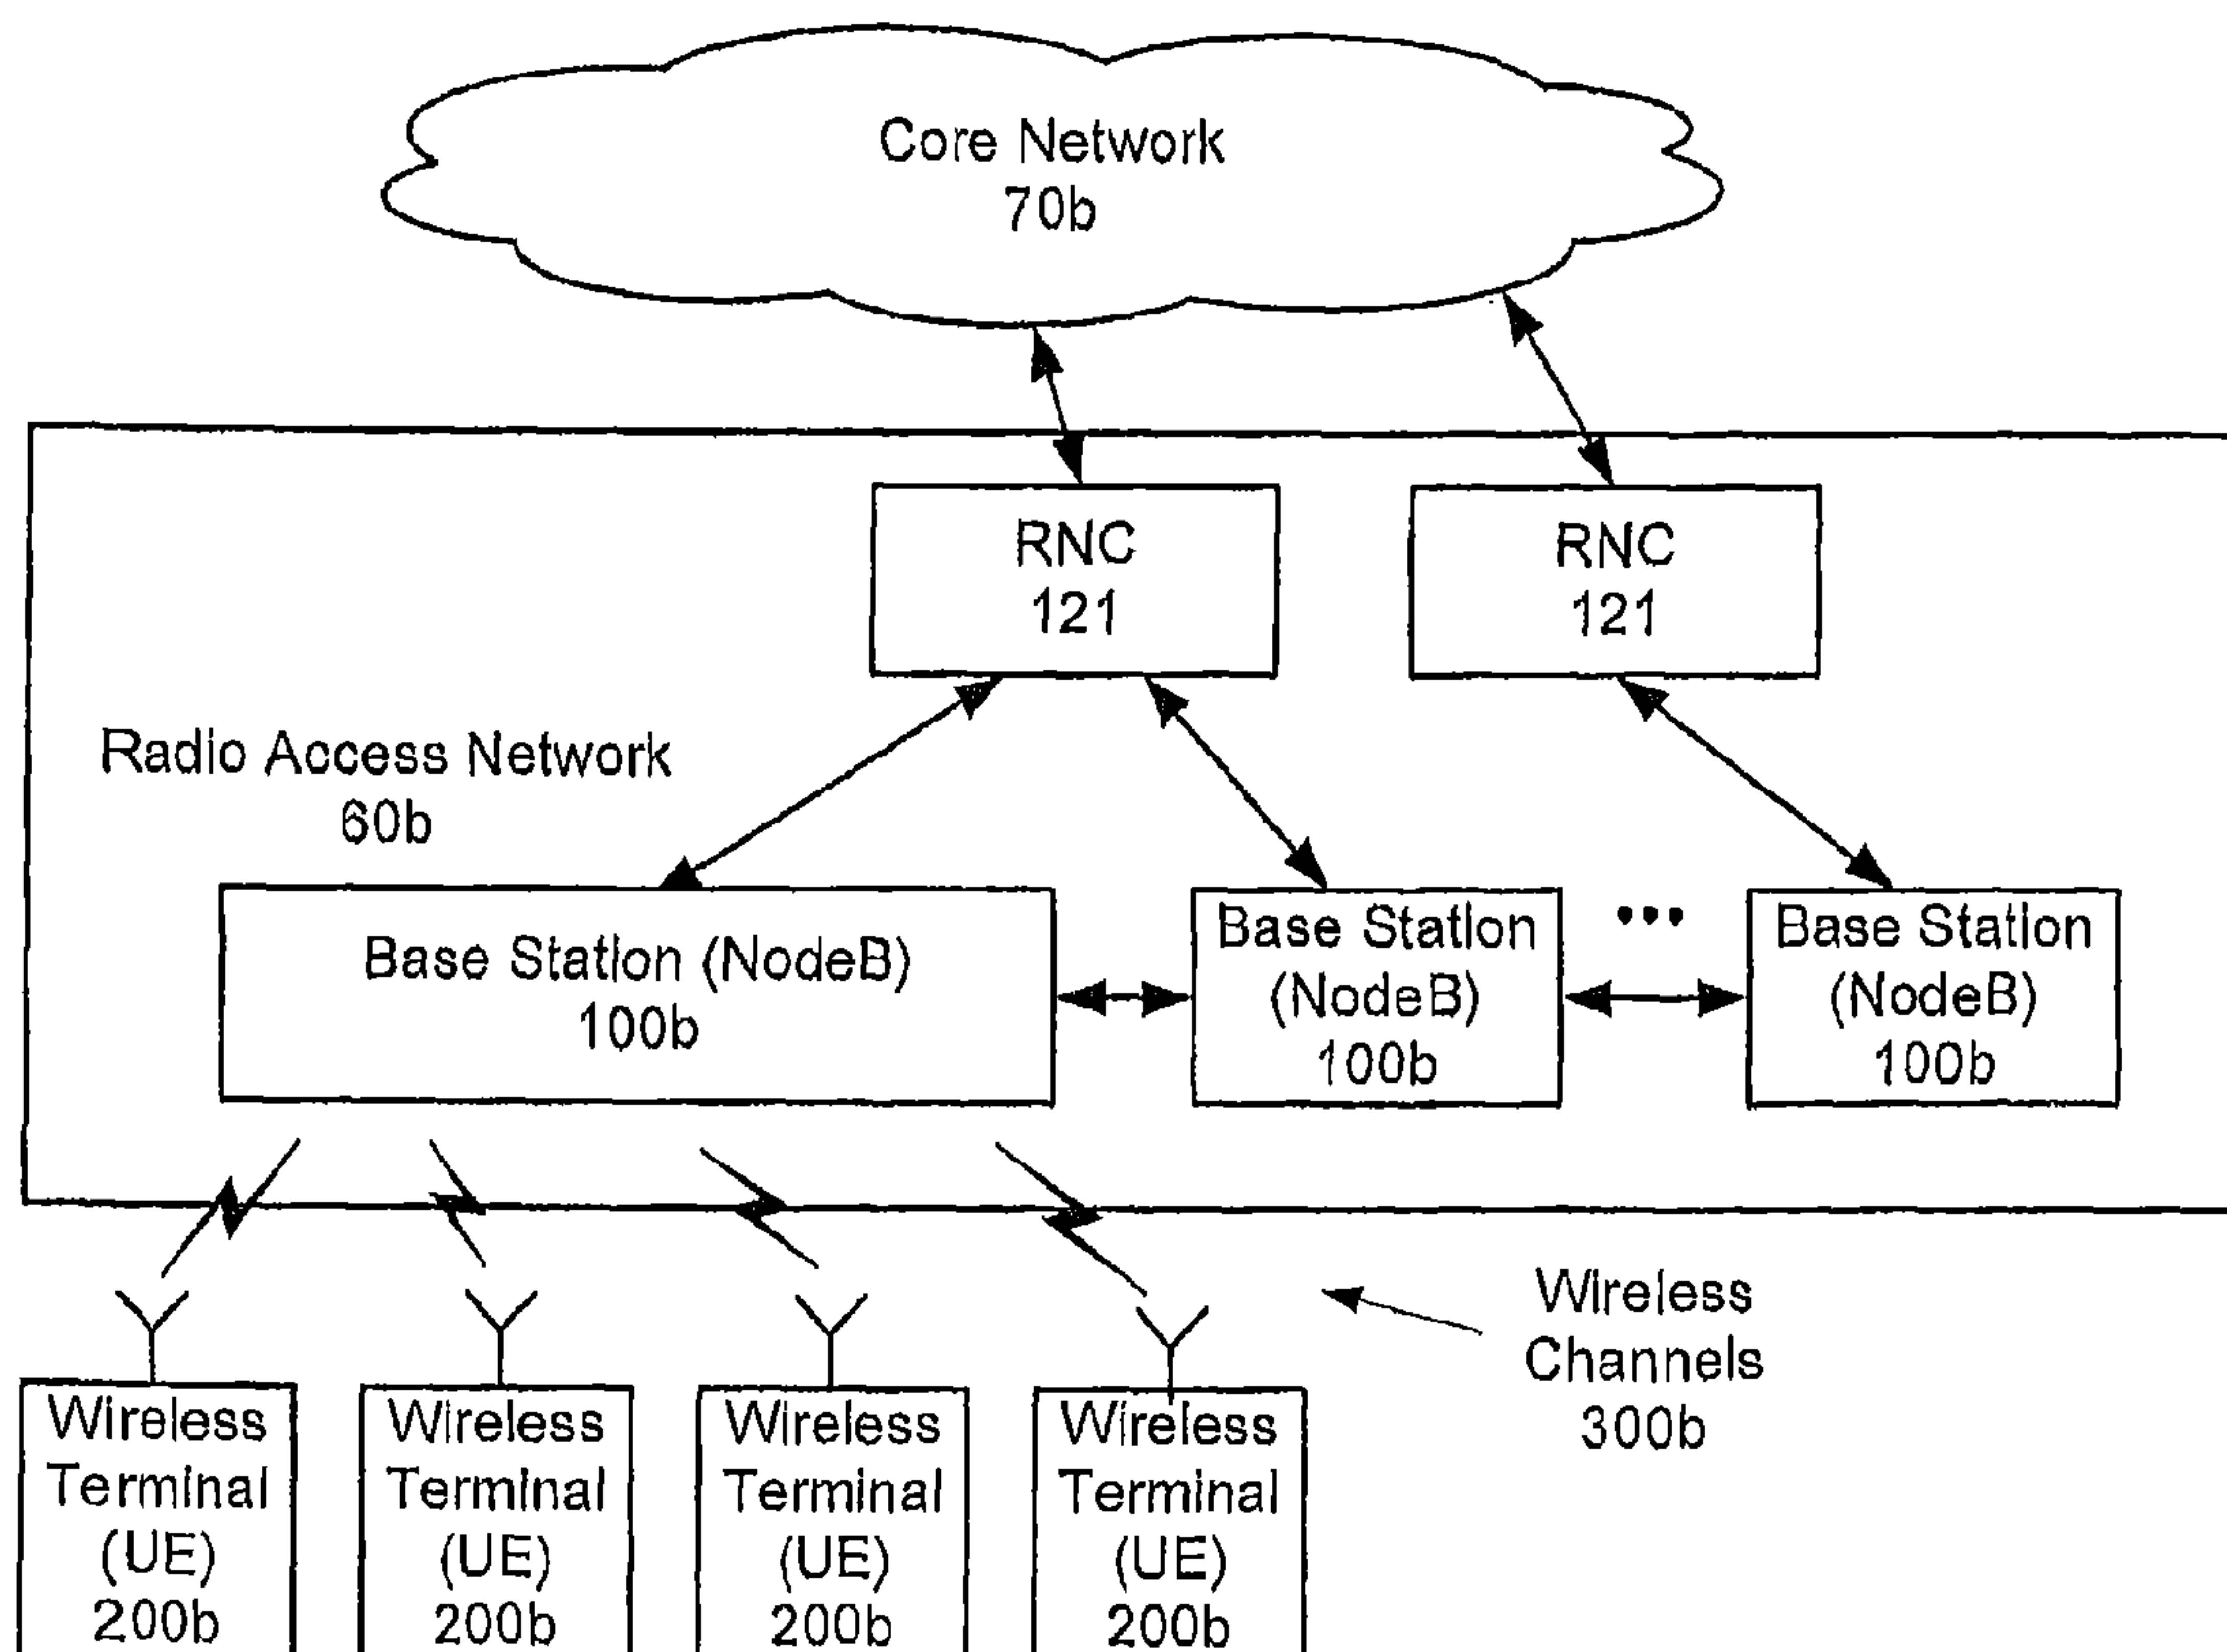 Core Network
70b
RNC
121
RNC
121
Radio Access Network
60b
Base Station (NodeB)
100b
Base Station
(NodeB)
100b
•••
Base Station
(NodeB)
100b
Wireless
Channels
300b
Wireless
Terminal
(UE)
200b
Wireless
Terminal
(UE)
200b
Wireless
Terminal
(UE)
200b
Wireless
Terminal
(UE)
200b